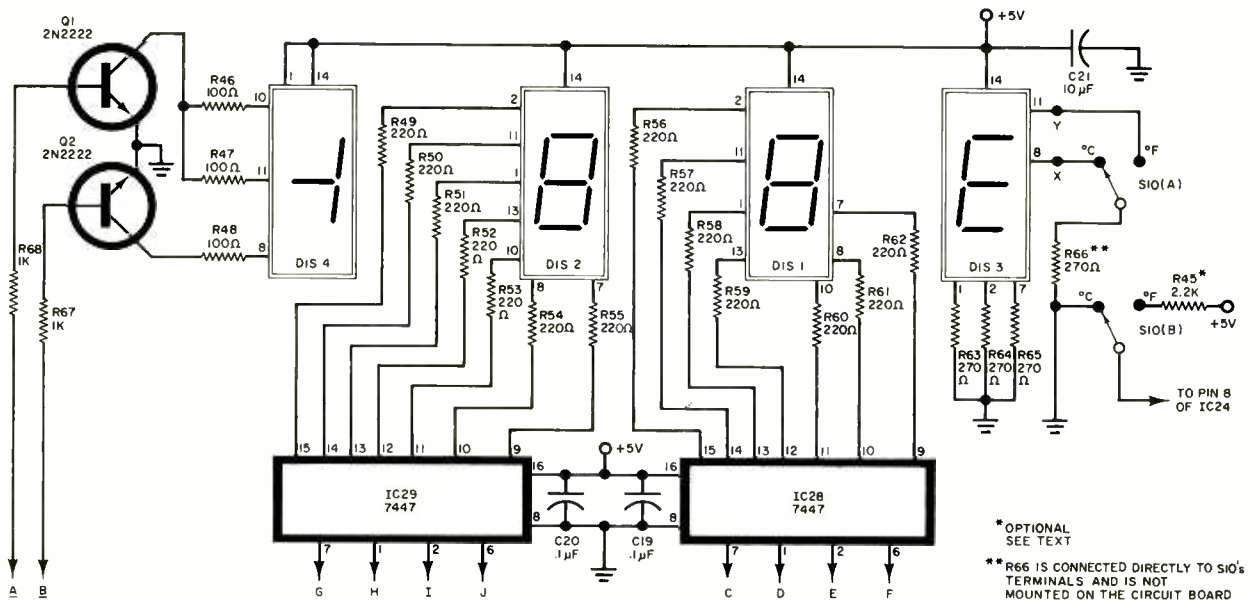 Q1
2N2222
Q2
2N2222
R68
1K
R67
1K
R46
100Ω
R47
100Ω
R48
100Ω
1
14
10
11
8
DIS 4
R49
220Ω
R50
220Ω
R51
220Ω
R52
220
Ω
R53
220
Ω
R54
220Ω
R55
220Ω
14
2
11
1
13
10
8
7
DIS 2
R56
220Ω
R57
220Ω
R58
220Ω
R59
220Ω
R60
220Ω
R61
220Ω
R62
220Ω
14
2
11
1
13
7
8
10
DIS 1
+5V
C21
10µF
14
11
Y
8
X
DIS 3
1
2
7
R63
270
Ω
R64
270
Ω
R65
270
Ω
°C
°F
S10(A)
R66**
270Ω
°C
°F
S10(B)
R45*
2.2K
+5V
TO PIN 8
OF IC24
15
14
13
12
11
10
9
16
8
IC29
7447
7
1
2
6
+5V
C20
.1µF
C19
.1µF
15
14
13
12
11
10
9
16
8
IC28
7447
7
1
2
6
A
B
G
H
I
J
C
D
E
F
*OPTIONAL
SEE TEXT
**R66 IS CONNECTED DIRECTLY TO S10's
TERMINALS AND IS NOT
MOUNTED ON THE CIRCUIT BOARD